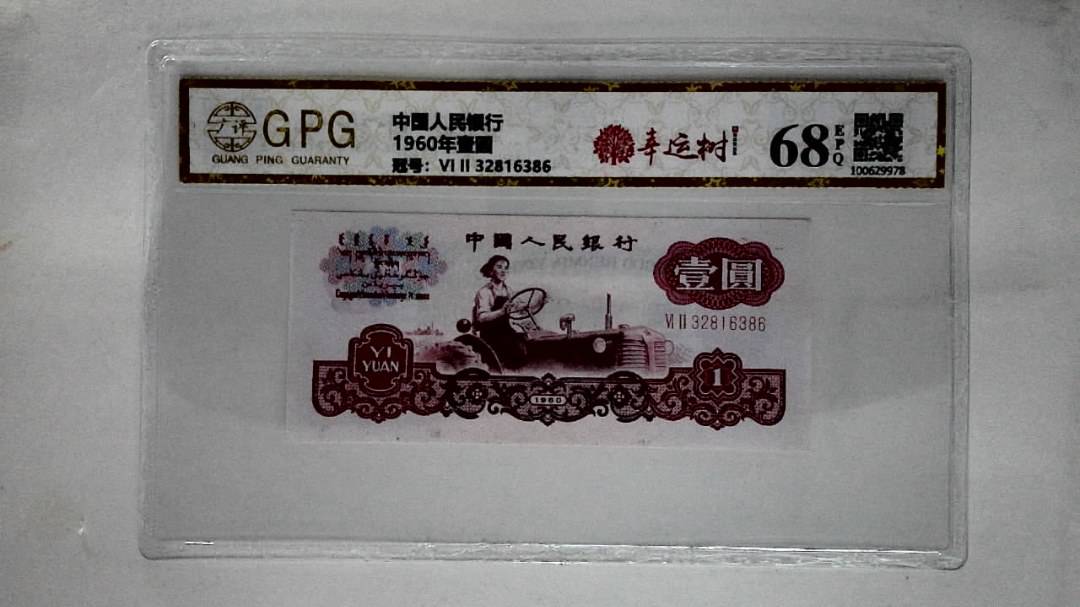 广评
GPG
GUANG PING GUARANTY
中国人民银行
1960年壹圆
冠号: VI II 32816386
幸运树
68
EPQ
100629978
中國人民銀行
壹圓
VI II 32816386
YI
YUAN
1960
1